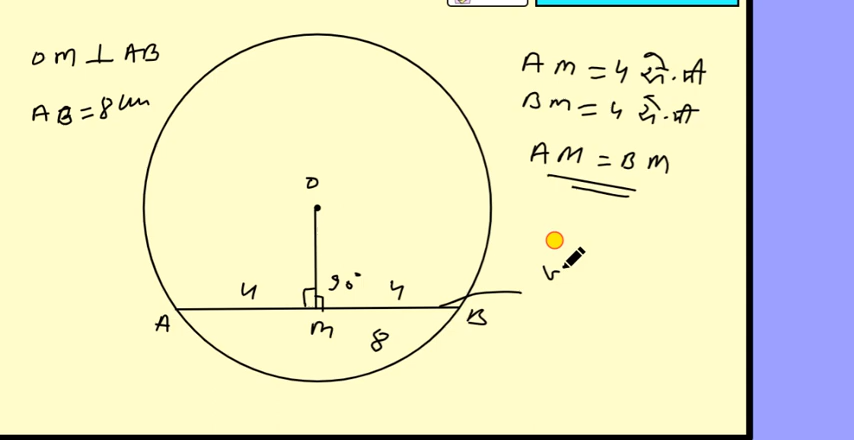 OM ⊥ AB
AB = 8 cm
AM = 4 से.मी
BM = 4 से.मी
AM = BM
O
90°
4
4
A
M
B
8